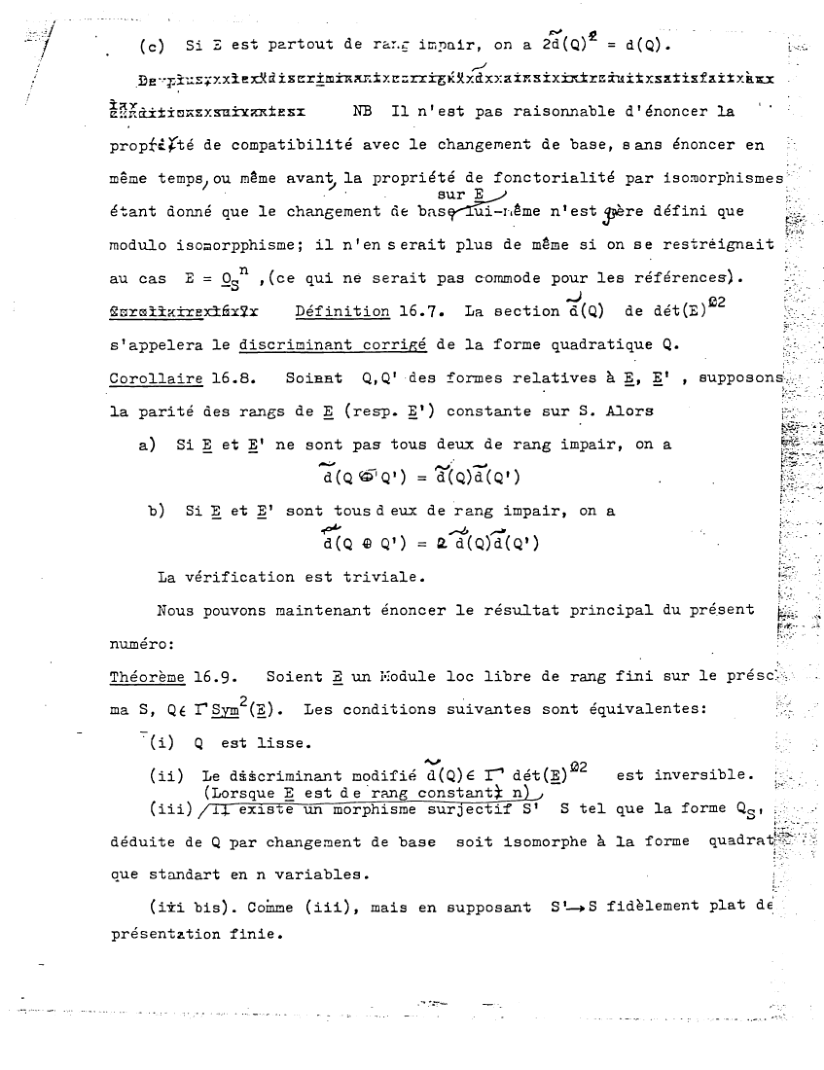 (c) Si E est partout de rang impair, on a 2d̃(Q)² = d(Q).
NB Il n'est pas raisonnable d'énoncer la
propriété de compatibilité avec le changement de base, sans énoncer en
même temps, ou même avant, la propriété de fonctorialité par isomorphismes
sur E
étant donné que le changement de base lui-même n'est guère défini que
modulo isomorpphisme; il n'en serait plus de même si on se restreignait
au cas E = O_S^n ,(ce qui ne serait pas commode pour les références).
Définition 16.7. La section d̃(Q) de dét(E)^⊗2
s'appelera le discriminant corrigé de la forme quadratique Q.
Corollaire 16.8. Soient Q,Q' des formes relatives à E, E' , supposons
la parité des rangs de E (resp. E') constante sur S. Alors
a) Si E et E' ne sont pas tous deux de rang impair, on a
d̃(Q ⊕ Q') = d̃(Q)d̃(Q')
b) Si E et E' sont tous d eux de rang impair, on a
d̃(Q ⊕ Q') = 2 d̃(Q)d̃(Q')
La vérification est triviale.
Nous pouvons maintenant énoncer le résultat principal du présent
numéro:
Théorème 16.9. Soient E un Module loc libre de rang fini sur le présc
ma S, Q∈ Γ Sym²(E). Les conditions suivantes sont équivalentes:
(i) Q est lisse.
(ii) Le discriminant modifié d̃(Q)∈ Γ dét(E)^⊗2 est inversible.
(Lorsque E est de rang constant n)
(iii) Il existe un morphisme surjectif S' S tel que la forme Q_S'
déduite de Q par changement de base soit isomorphe à la forme quadrat
que standart en n variables.
(iii bis). Comme (iii), mais en supposant S'→S fidèlement plat de
présentation finie.